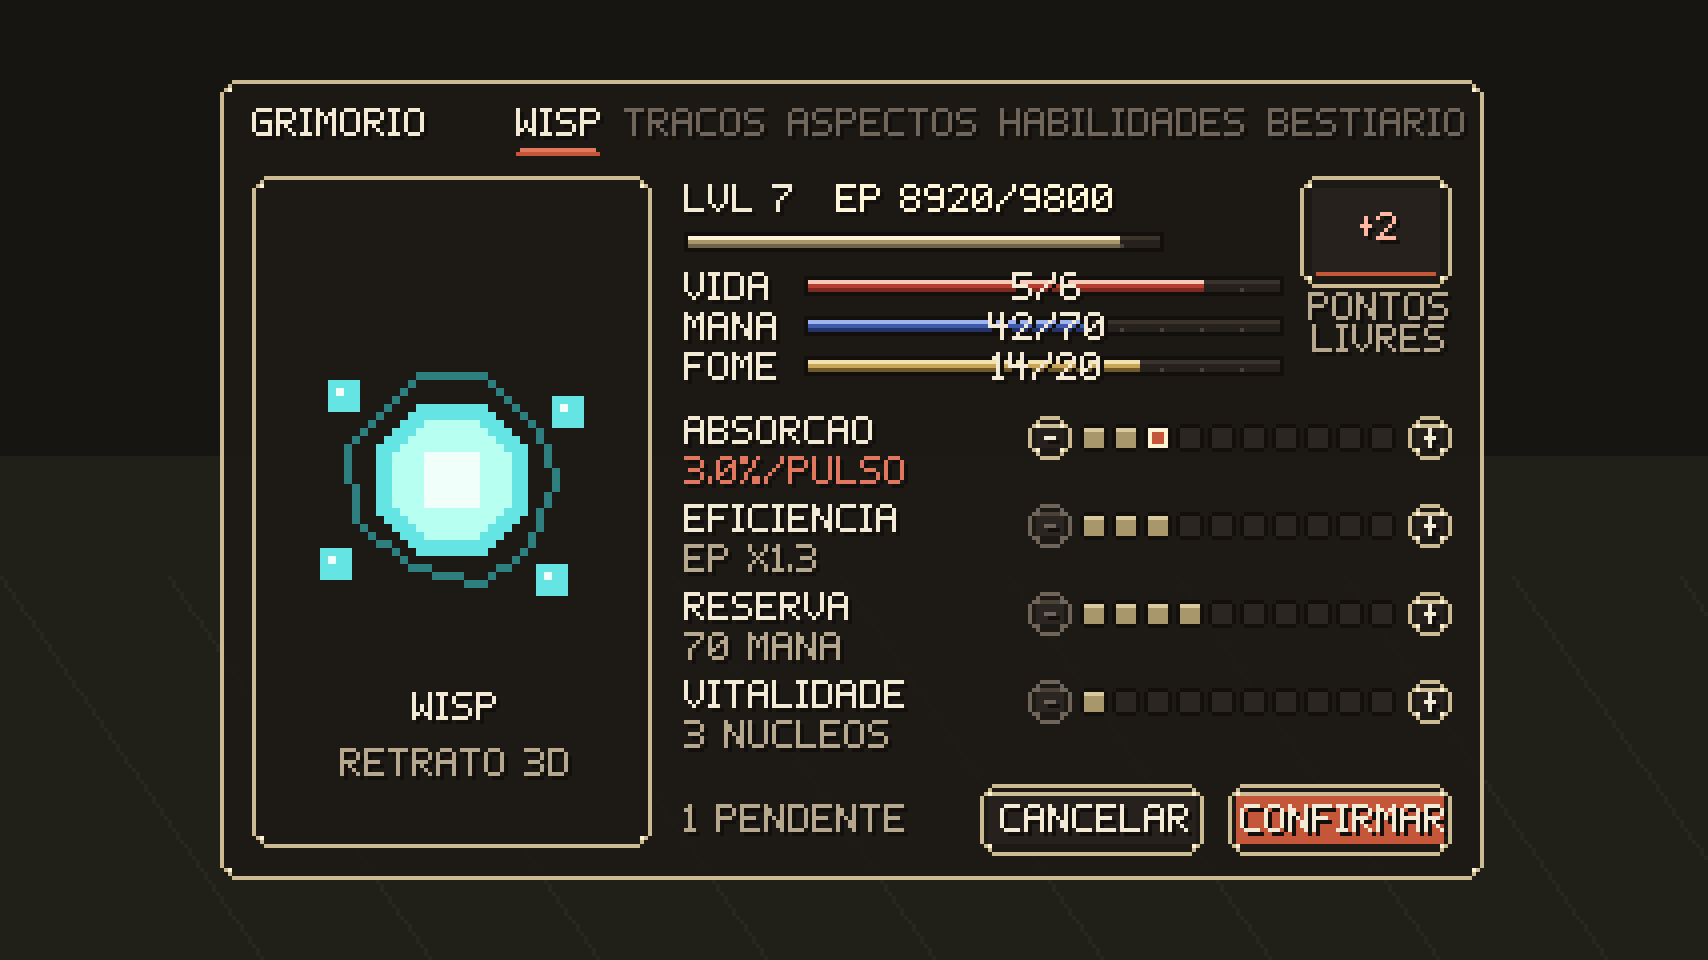 GRIMORIO WISP TRACOS ASPECTOS HABILIDADES BESTIARIO
LVL 7 EP 8920/9800
+2
PONTOS
LIVRES
VIDA 5/6
MANA 42/70
FOME 14/20
ABSORCAO - +
3.0%/PULSO
EFICIENCIA - +
EP X1.3
RESERVA - +
70 MANA
VITALIDADE - +
3 NUCLEOS
WISP
RETRATO 3D
1 PENDENTE CANCELAR CONFIRMAR